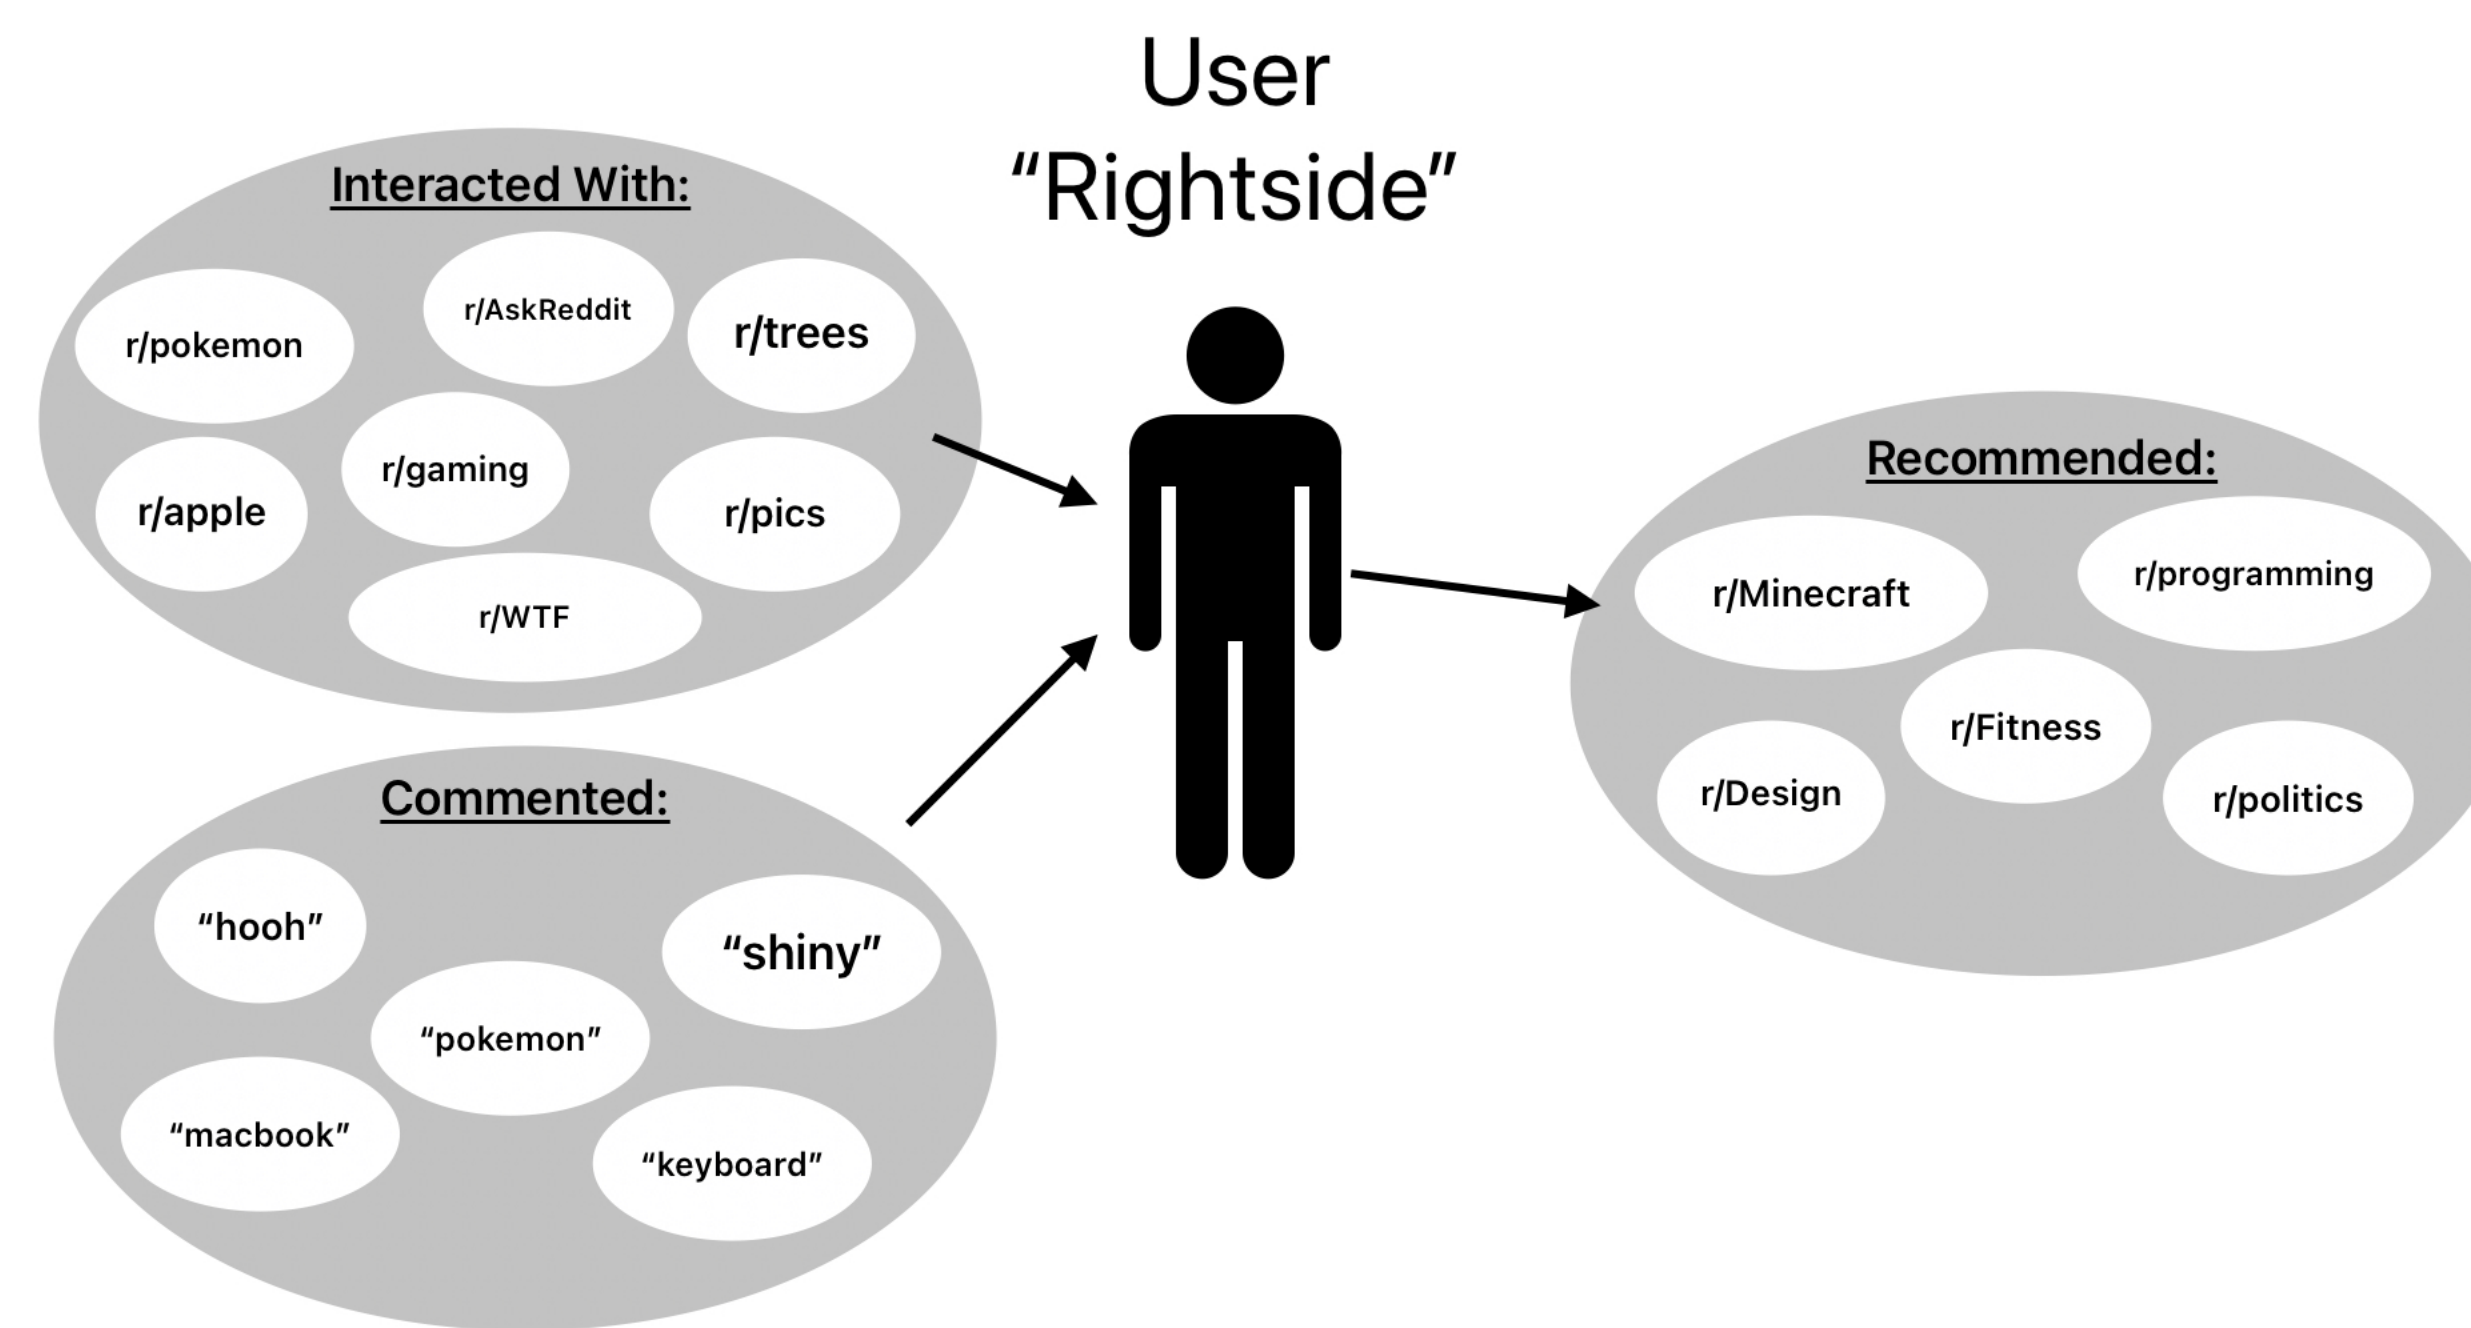 User
“Rightside”
Interacted With:
r/AskReddit
r/trees
r/pokemon
r/gaming
r/apple
r/pics
r/WTF
Commented:
“hooh”
“shiny”
“pokemon”
“macbook”
“keyboard”
Recommended:
r/Minecraft
r/programming
r/Fitness
r/Design
r/politics